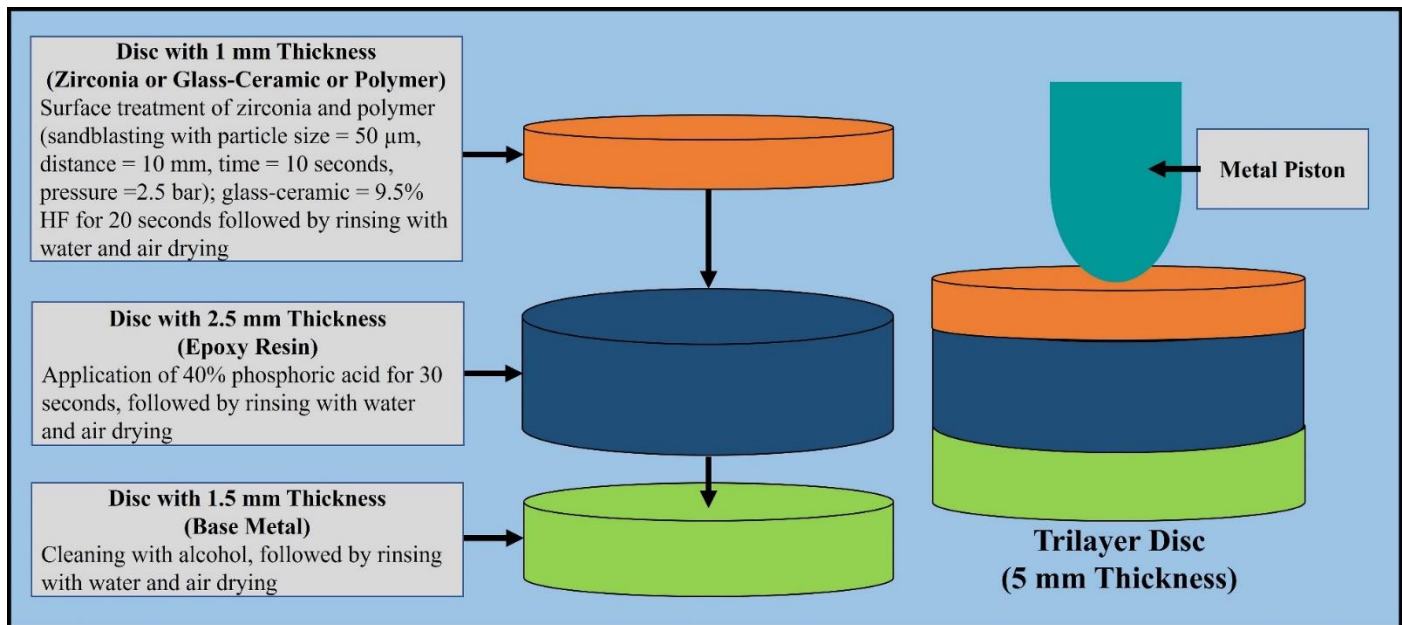 Disc with 1 mm Thickness
(Zirconia or Glass-Ceramic or Polymer)
Surface treatment of zirconia and polymer
(sandblasting with particle size = 50 µm,
distance = 10 mm, time = 10 seconds,
pressure =2.5 bar); glass-ceramic = 9.5%
HF for 20 seconds followed by rinsing with
water and air drying
Disc with 2.5 mm Thickness
(Epoxy Resin)
Application of 40% phosphoric acid for 30
seconds, followed by rinsing with water
and air drying
Disc with 1.5 mm Thickness
(Base Metal)
Cleaning with alcohol, followed by rinsing
with water and air drying
Metal Piston
Trilayer Disc
(5 mm Thickness)